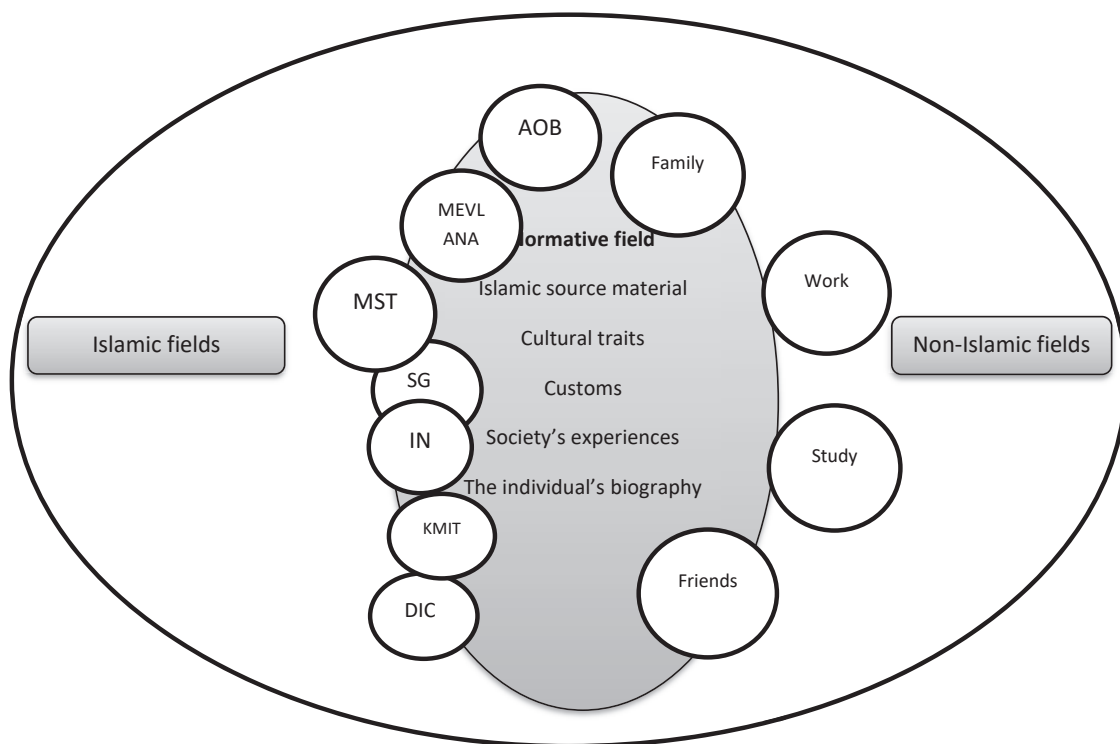 AOB
Family
MEVL
ANA
ormative field
Islamic source material
MST
Work
Cultural traits
Islamic fields
Non-Islamic fields
SG
Customs
IN
Society's experiences
Study
The individual's biography
KMIT
Friends
DIC